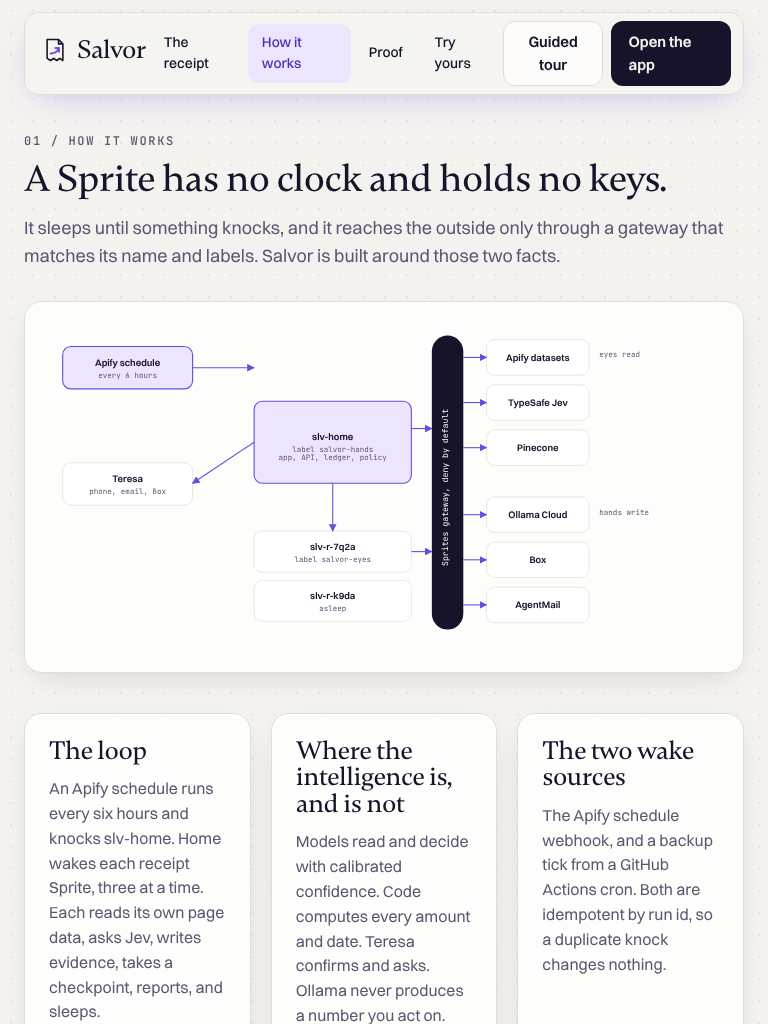 Salvor
The
receipt
How it
works
Proof
Try
yours
Guided
tour
Open the
app
01 / HOW IT WORKS
A Sprite has no clock and holds no keys.
It sleeps until something knocks, and it reaches the outside only through a gateway that
matches its name and labels. Salvor is built around those two facts.
Apify schedule
every 6 hours
Teresa
phone, email, Box
slv-home
label salvor-hands
app, API, ledger, policy
slv-r-7q2a
label salvor-eyes
slv-r-k9da
asleep
Sprites gateway, deny by default
Apify datasets
eyes read
TypeSafe Jev
Pinecone
Ollama Cloud
hands write
Box
AgentMail
The loop
An Apify schedule runs
every six hours and
knocks slv-home. Home
wakes each receipt
Sprite, three at a time.
Each reads its own page
data, asks Jev, writes
evidence, takes a
checkpoint, reports, and
sleeps.
Where the
intelligence is,
and is not
Models read and decide
with calibrated
confidence. Code
computes every amount
and date. Teresa
confirms and asks.
Ollama never produces
a number you act on.
The two wake
sources
The Apify schedule
webhook, and a backup
tick from a GitHub
Actions cron. Both are
idempotent by run id, so
a duplicate knock
changes nothing.